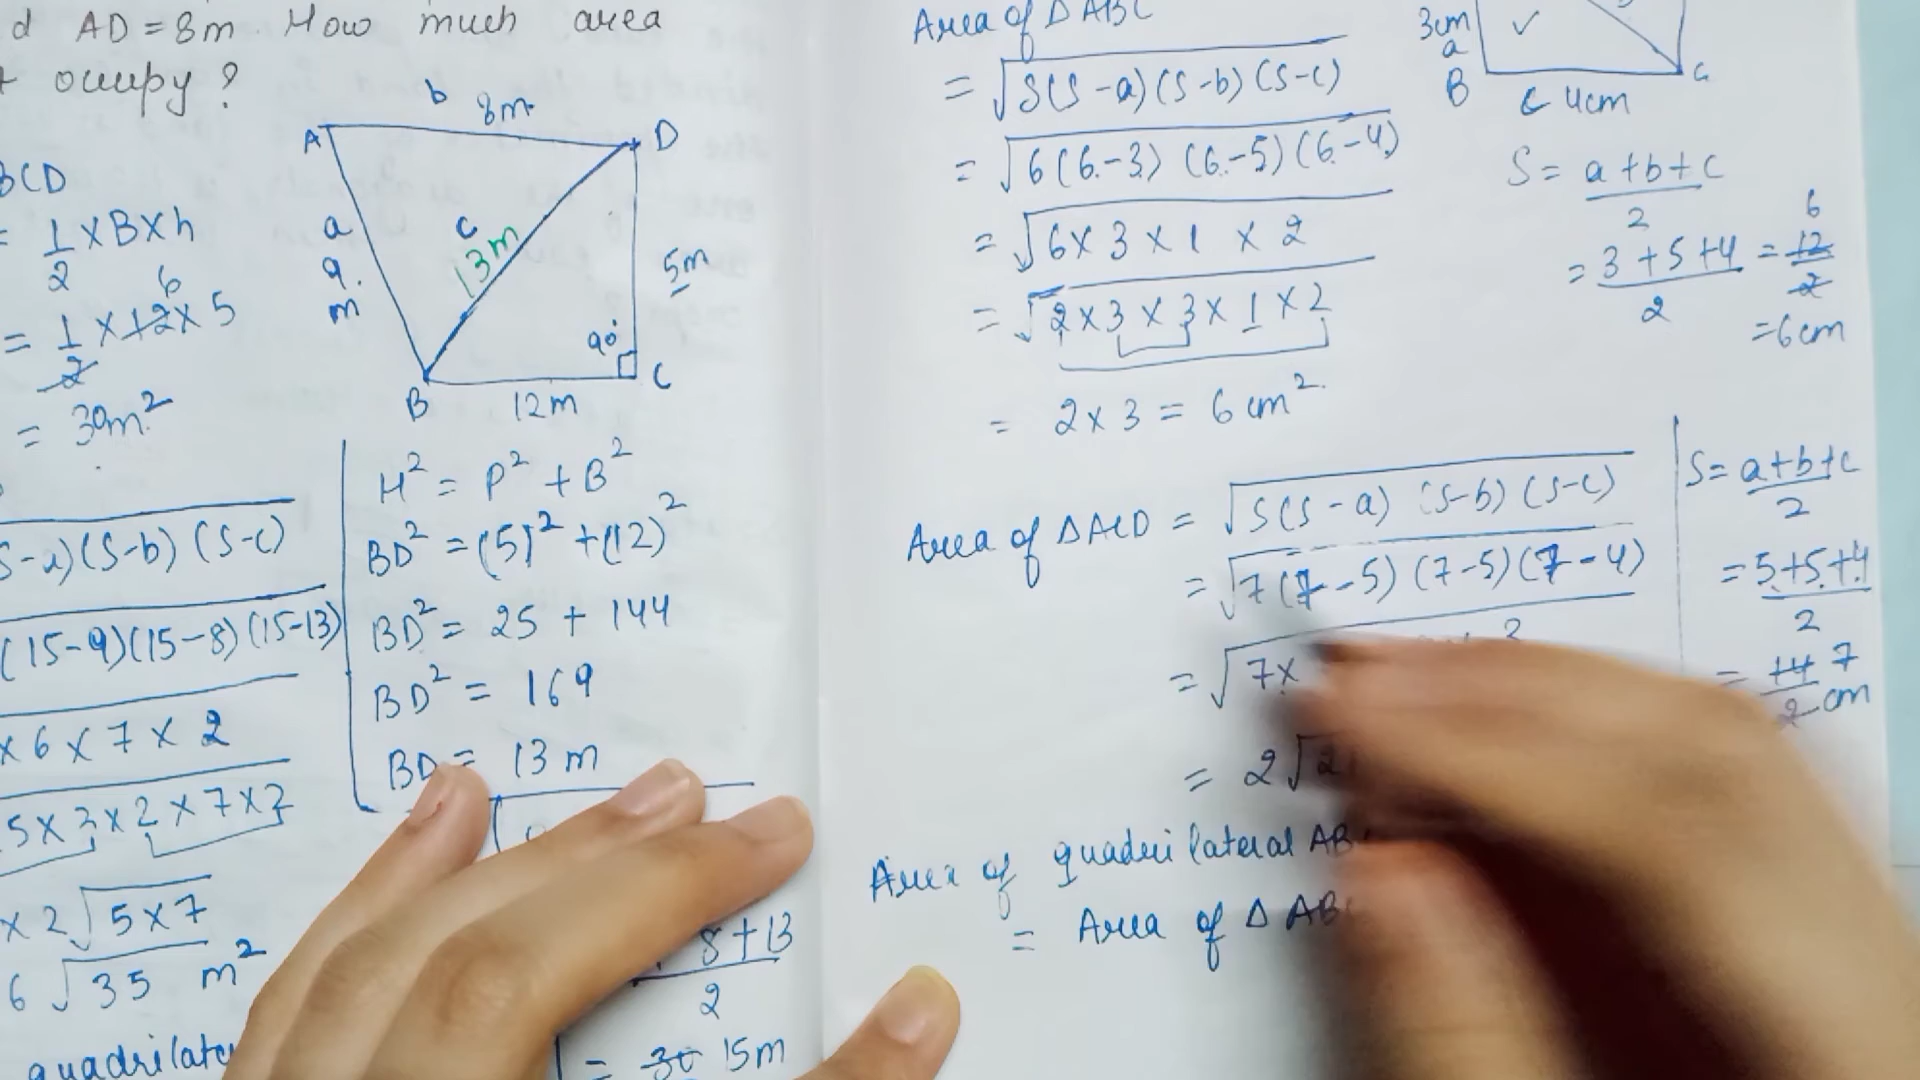 d AD = 8m. How much area
t occupy ?
b 8m.
A D
BCD
= 1/2 × B × h
a
9.
m
c
13m
5m
90°
6
= 1/2 × 12 × 5
B 12m C
= 30m²
H² = P² + B²
BD² = (5)² + (12)²
BD² = 25 + 144
BD² = 169
BD = 13 m
S-a)(S-b) (S-c)
(15-9)(15-8)(15-13)
× 6 × 7 × 2
5 × 3 × 2 × 7 × 2
× 2√5×7
6√35 m²
quadrilate
8+13
2
= 30 15m
Area of ΔABC
= √S(S-a)(S-b)(S-c)
= √6(6-3) (6-5)(6-4)
= √6×3×1×2
= √2×3×3×1×2
= 2×3 = 6 cm²
3cm
a
B C
c 4cm
S = a+b+c
2
6
= 3+5+4 = 12
2 2
= 6cm
Area of ΔACD = √S(S-a) (S-b)(S-c)
= √7(7-5)(7-5)(7-4)
= √7×
= 2√2
S = a+b+c
2
= 5+5+4
2
= 14 7
2 cm
Area of quadrilateral AB
= Area of Δ AB